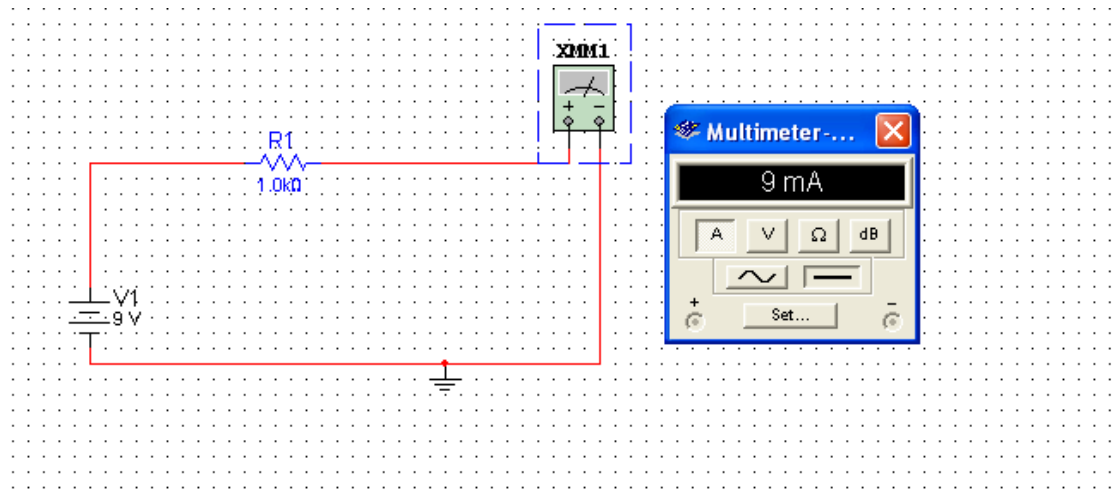 XMM1
+ −
R1
1.0kΩ
V1
9 V
Multimeter-...
9 mA
A V Ω dB
+ −
Set...